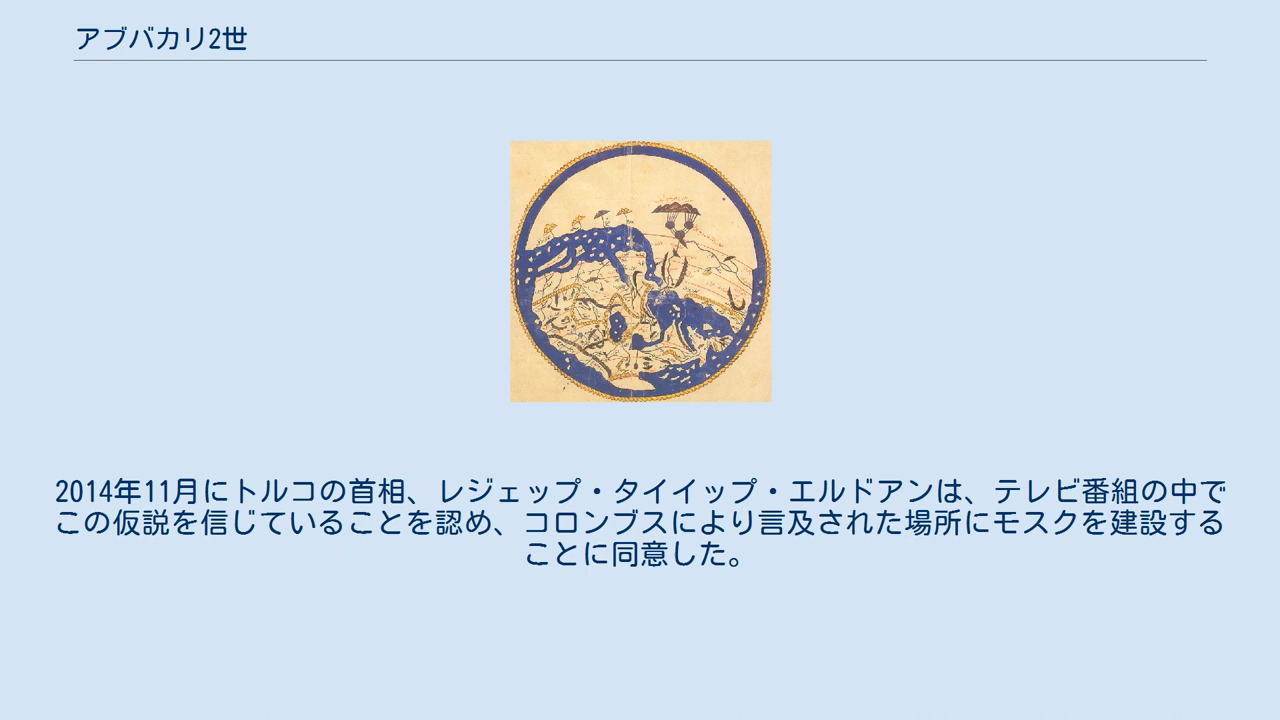 アブバカリ2世
2014年11月にトルコの首相、レジェップ・タイイップ・エルドアンは、テレビ番組の中で
この仮説を信じていることを認め、コロンブスにより言及された場所にモスクを建設する
ことに同意した。